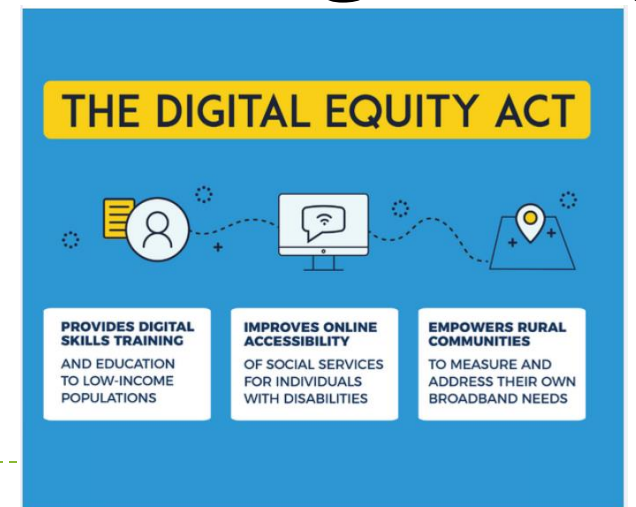 THE DIGITAL EQUITY ACT
PROVIDES DIGITAL
SKILLS TRAINING
AND EDUCATION
TO LOW-INCOME
POPULATIONS
IMPROVES ONLINE
ACCESSIBILITY
OF SOCIAL SERVICES
FOR INDIVIDUALS
WITH DISABILITIES
EMPOWERS RURAL
COMMUNITIES
TO MEASURE AND
ADDRESS THEIR OWN
BROADBAND NEEDS